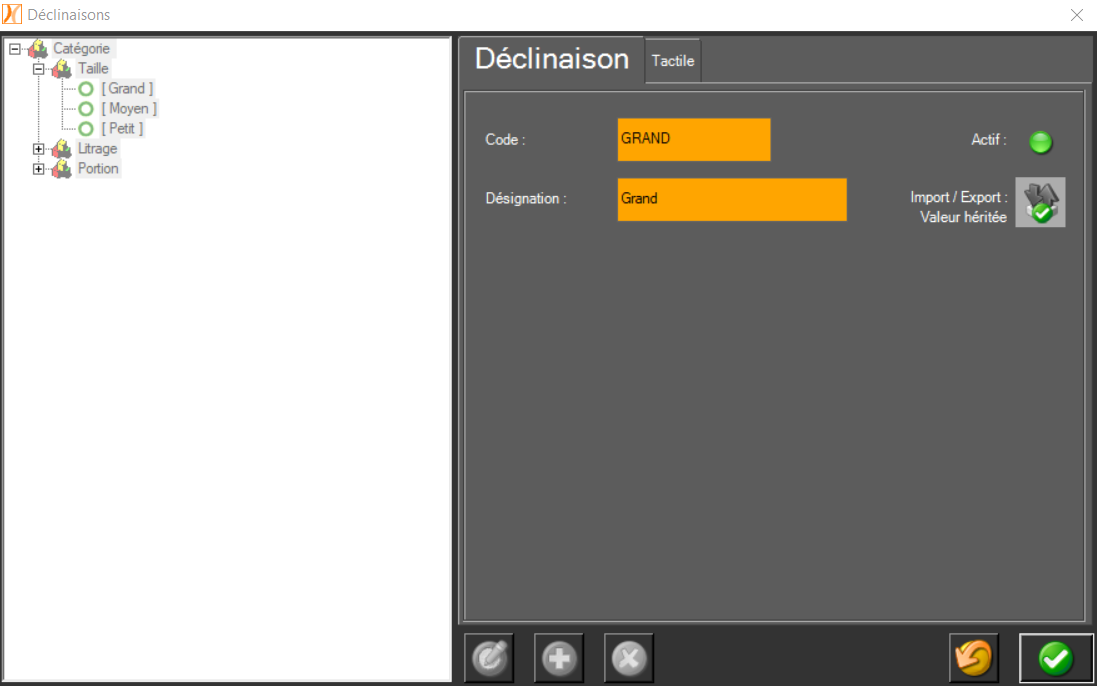 Déclinaisons
Catégorie
Taille
[ Grand ]
[ Moyen ]
[ Petit ]
Litrage
Portion
Déclinaison
Tactile
Code :
GRAND
Actif :
Désignation :
Grand
Import / Export :
Valeur héritée